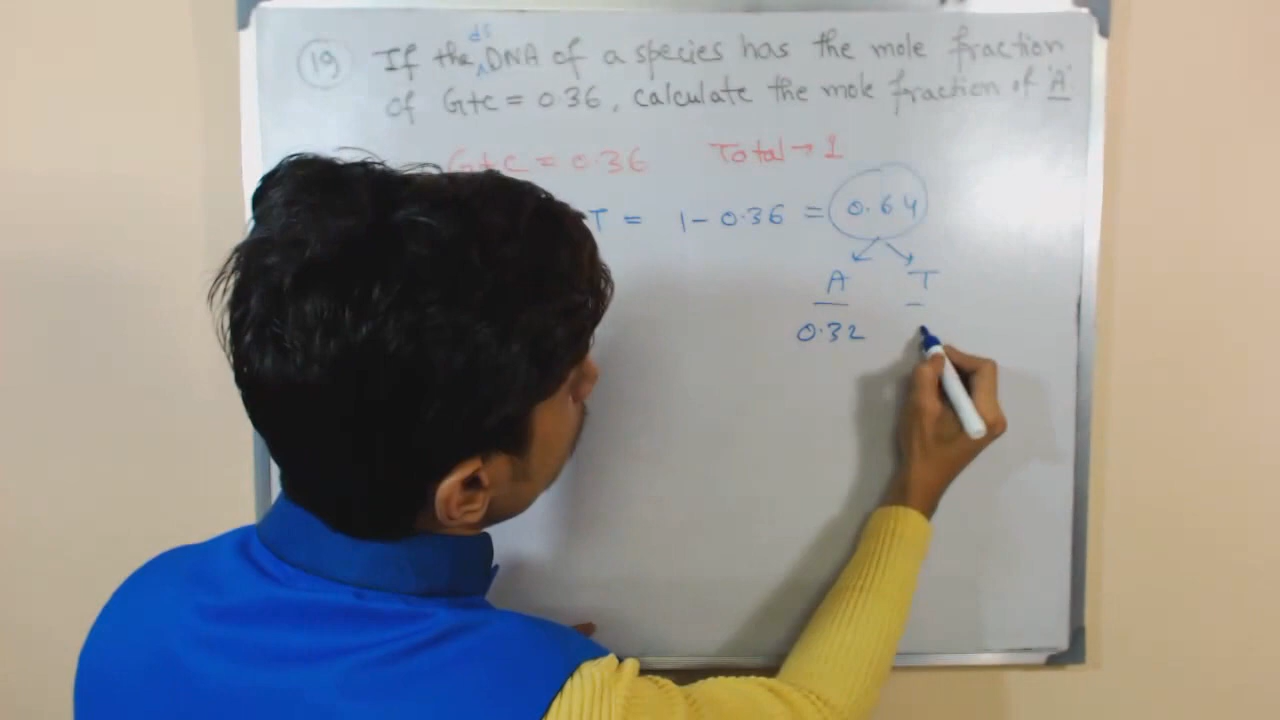 19 If the ds DNA of a species has the mole fraction
of G+C = 0.36, calculate the mole fraction of 'A'.
G+C = 0.36 Total → 1
T = 1 - 0.36 = 0.64
A T
0.32